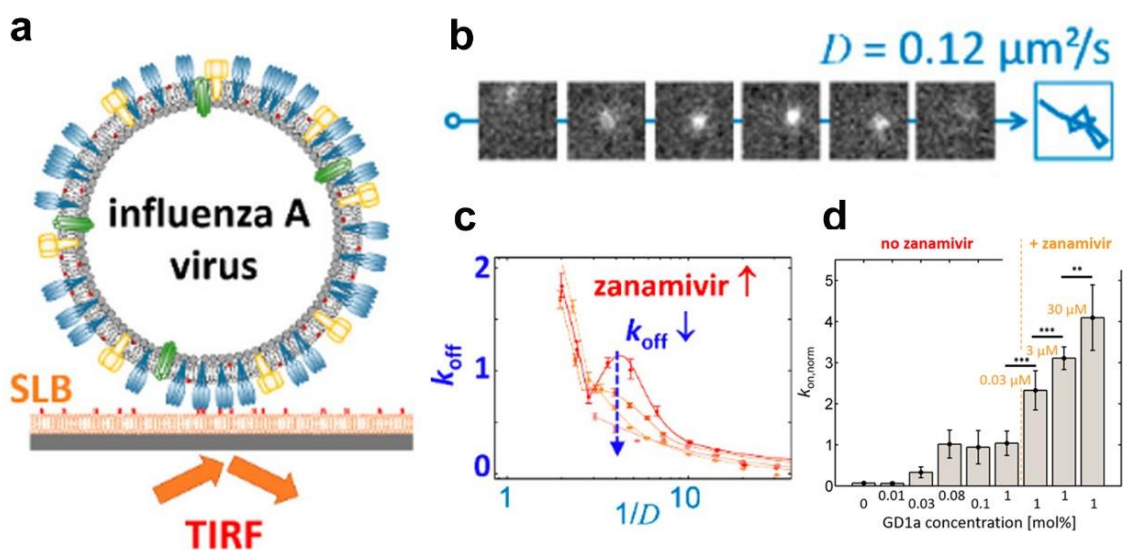 a
influenza A
virus
SLB
TIRF
b
D = 0.12 μm²/s
c
2
1
0
k_off
zanamivir ↑
k_off ↓
1
10
1/D
d
no zanamivir
+ zanamivir
**
***
***
30 μM
3 μM
0.03 μM
5
4
3
2
1
0
k_on,norm
0
0.01
0.03
0.08
0.1
1
1
1
1
GD1a concentration [mol%]